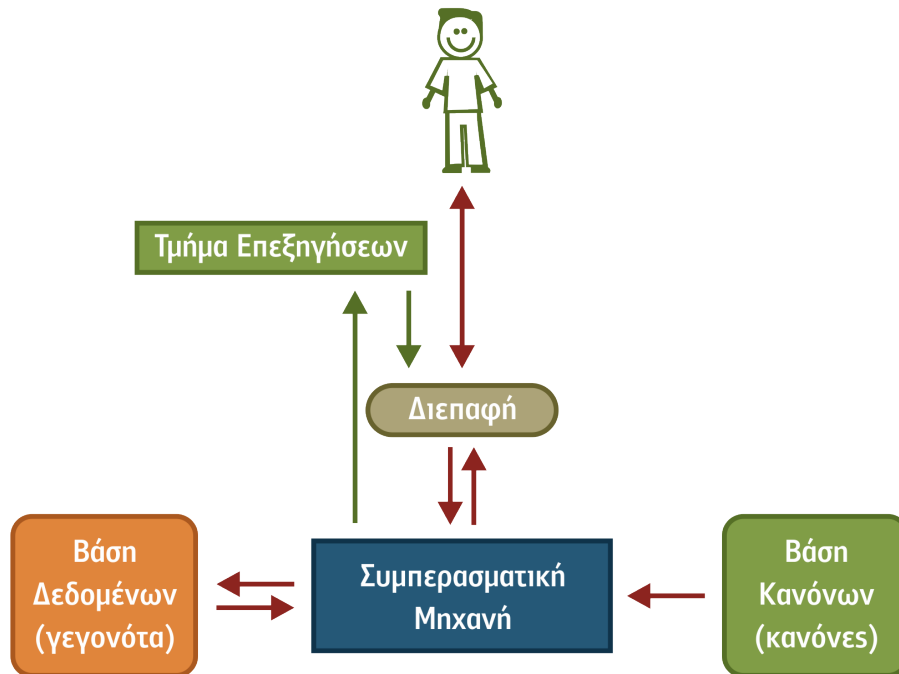 Τμήμα Επεξηγήσεων
Διεπαφή
Βάση
Δεδομένων
(γεγονότα)
Συμπερασματική
Μηχανή
Βάση
Κανόνων
(κανόνες)